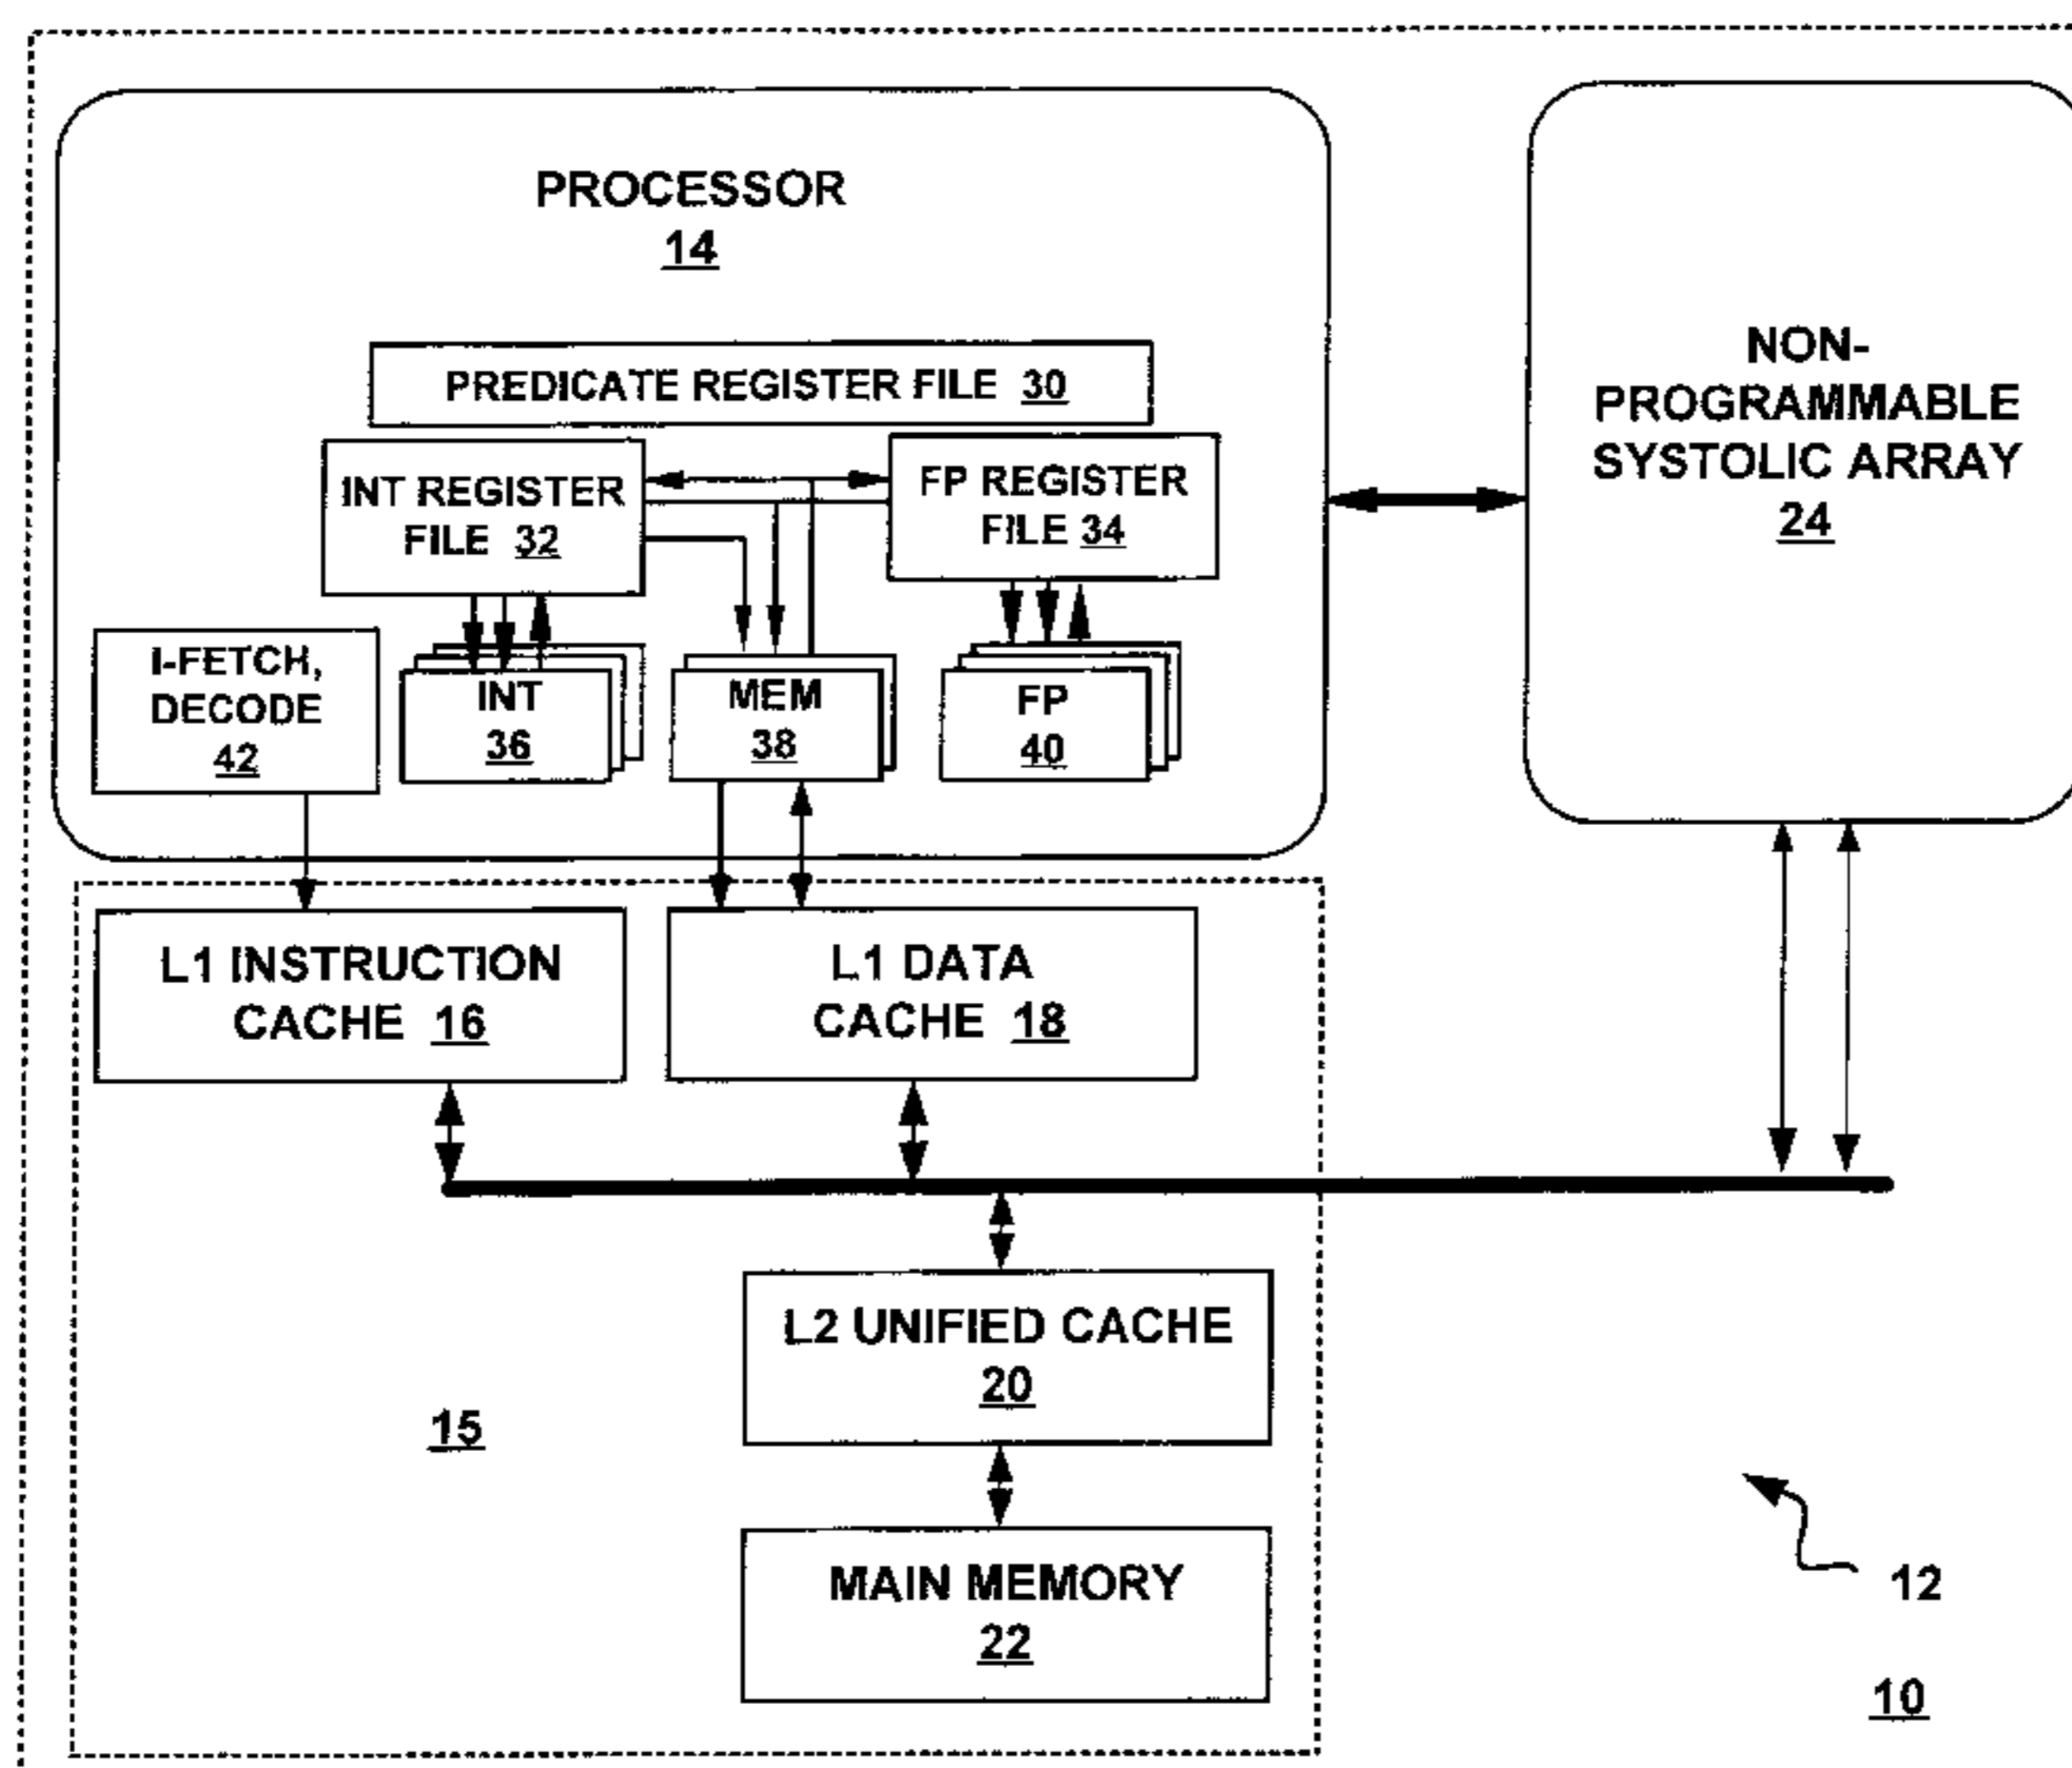 PROCESSOR
14
PREDICATE REGISTER FILE 30
INT REGISTER
FILE 32
FP REGISTER
FILE 34
I-FETCH,
DECODE
42
INT
36
MEM
38
FP
40
NON-
PROGRAMMABLE
SYSTOLIC ARRAY
24
L1 INSTRUCTION
CACHE 16
L1 DATA
CACHE 18
L2 UNIFIED CACHE
20
15
MAIN MEMORY
22
12
10